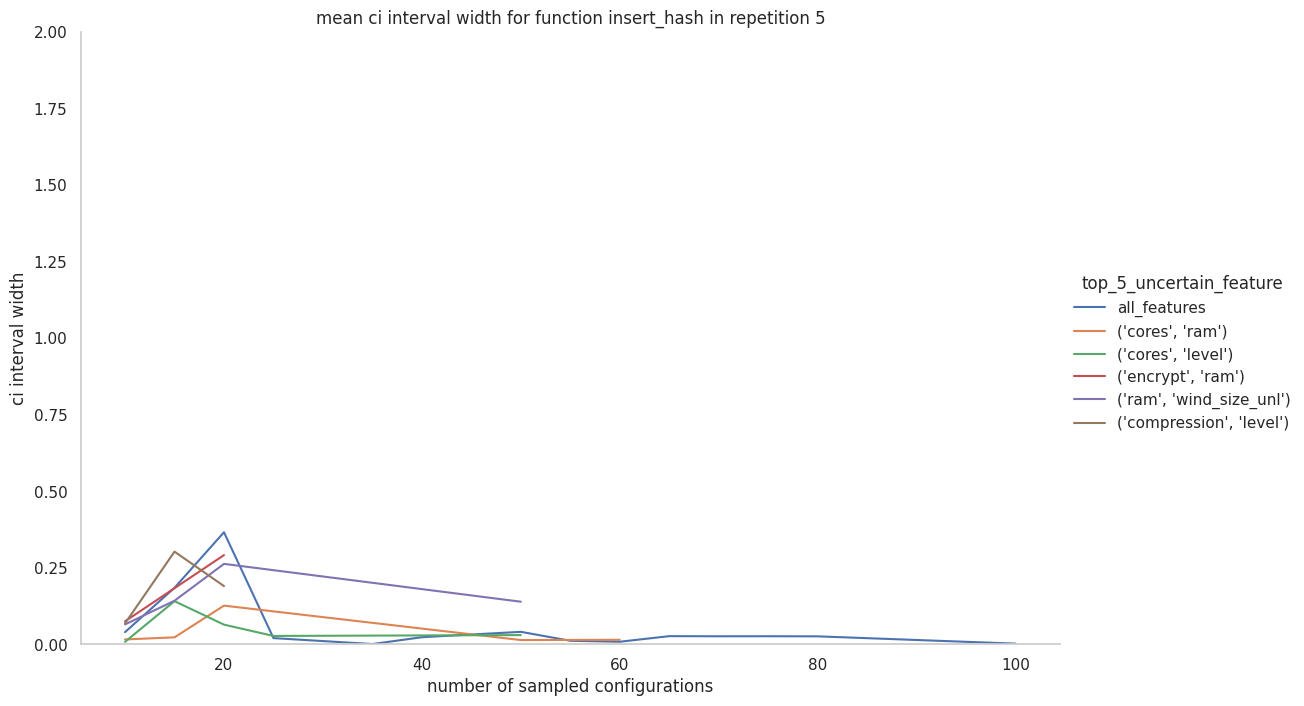 mean ci interval width for function insert_hash in repetition 5
2.00
1.75
1.50
1.25
1.00
0.75
0.50
0.25
0.00
ci interval width
20
40
60
80
100
number of sampled configurations
top_5_uncertain_feature
all_features
('cores', 'ram')
('cores', 'level')
('encrypt', 'ram')
('ram', 'wind_size_unl')
('compression', 'level')